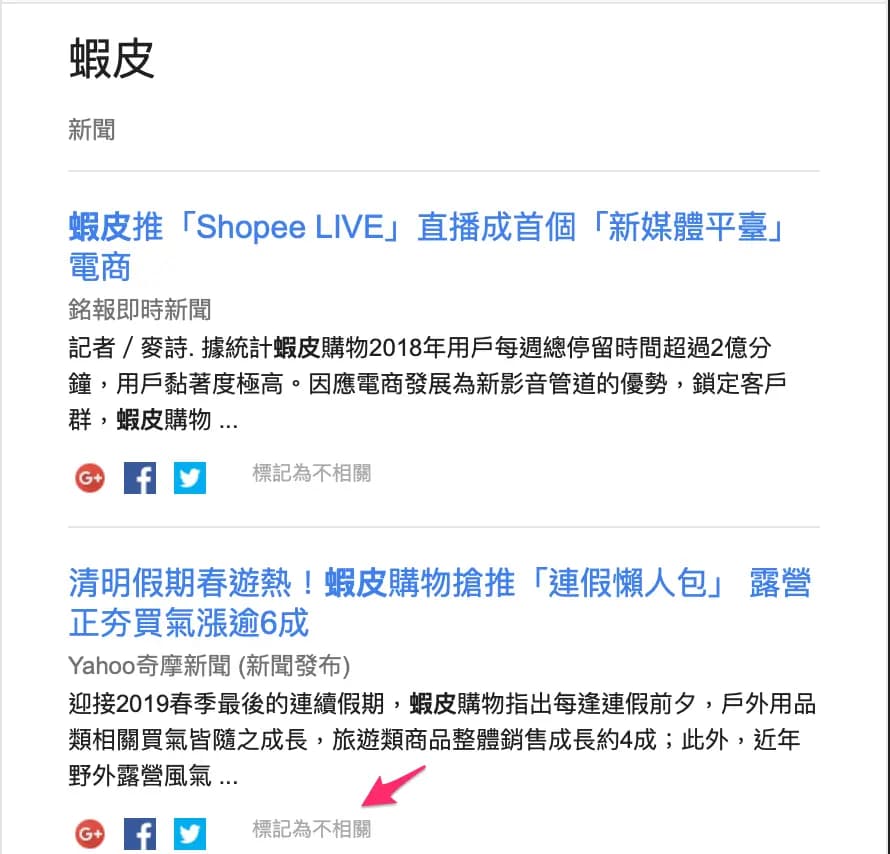 蝦皮
新聞
蝦皮推「Shopee LIVE」直播成首個「新媒體平臺」
電商
銘報即時新聞
記者 / 麥詩. 據統計蝦皮購物2018年用戶每週總停留時間超過2億分
鐘，用戶黏著度極高。因應電商發展為新影音管道的優勢，鎖定客戶
群，蝦皮購物 ...
G+ f 標記為不相關
清明假期春遊熱！蝦皮購物搶推「連假懶人包」 露營
正夯買氣漲逾6成
Yahoo奇摩新聞 (新聞發布)
迎接2019春季最後的連續假期，蝦皮購物指出每逢連假前夕，戶外用品
類相關買氣皆隨之成長，旅遊類商品整體銷售成長約4成；此外，近年
野外露營風氣 ...
G+ f 標記為不相關